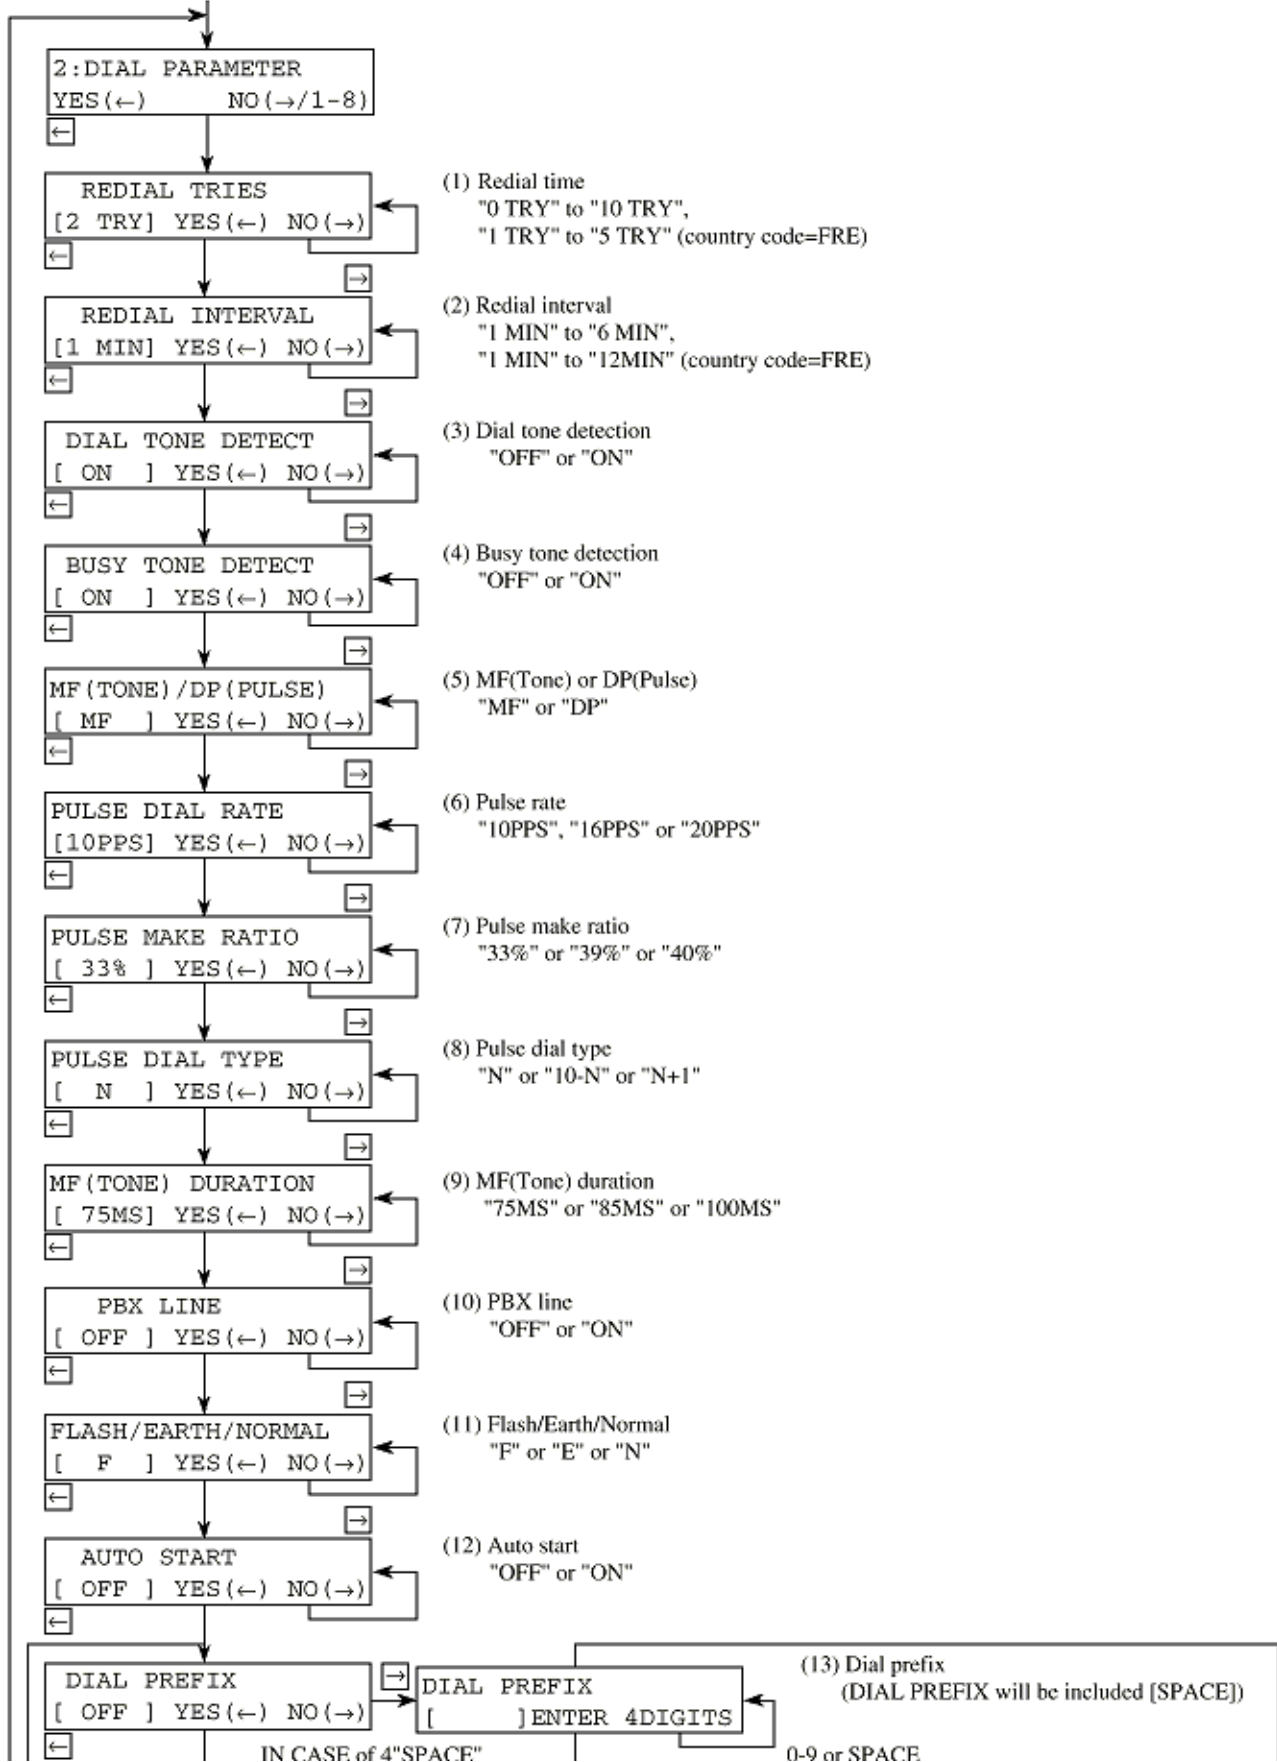 2:DIAL PARAMETER
YES(←) NO(→/1-8)
←
REDIAL TRIES
[2 TRY] YES(←) NO(→)
←
→
(1) Redial time
"0 TRY" to "10 TRY",
"1 TRY" to "5 TRY" (country code=FRE)
REDIAL INTERVAL
[1 MIN] YES(←) NO(→)
←
→
(2) Redial interval
"1 MIN" to "6 MIN",
"1 MIN" to "12MIN" (country code=FRE)
DIAL TONE DETECT
[ ON ] YES(←) NO(→)
←
→
(3) Dial tone detection
"OFF" or "ON"
BUSY TONE DETECT
[ ON ] YES(←) NO(→)
←
→
(4) Busy tone detection
"OFF" or "ON"
MF(TONE)/DP(PULSE)
[ MF ] YES(←) NO(→)
←
→
(5) MF(Tone) or DP(Pulse)
"MF" or "DP"
PULSE DIAL RATE
[10PPS] YES(←) NO(→)
←
→
(6) Pulse rate
"10PPS", "16PPS" or "20PPS"
PULSE MAKE RATIO
[ 33% ] YES(←) NO(→)
←
→
(7) Pulse make ratio
"33%" or "39%" or "40%"
PULSE DIAL TYPE
[ N ] YES(←) NO(→)
←
→
(8) Pulse dial type
"N" or "10-N" or "N+1"
MF(TONE) DURATION
[ 75MS] YES(←) NO(→)
←
→
(9) MF(Tone) duration
"75MS" or "85MS" or "100MS"
PBX LINE
[ OFF ] YES(←) NO(→)
←
→
(10) PBX line
"OFF" or "ON"
FLASH/EARTH/NORMAL
[ F ] YES(←) NO(→)
←
→
(11) Flash/Earth/Normal
"F" or "E" or "N"
AUTO START
[ OFF ] YES(←) NO(→)
←
(12) Auto start
"OFF" or "ON"
DIAL PREFIX
[ OFF ] YES(←) NO(→)
←
→
DIAL PREFIX
[ ]ENTER 4DIGITS
(13) Dial prefix
(DIAL PREFIX will be included [SPACE])
IN CASE of 4"SPACE"
0-9 or SPACE